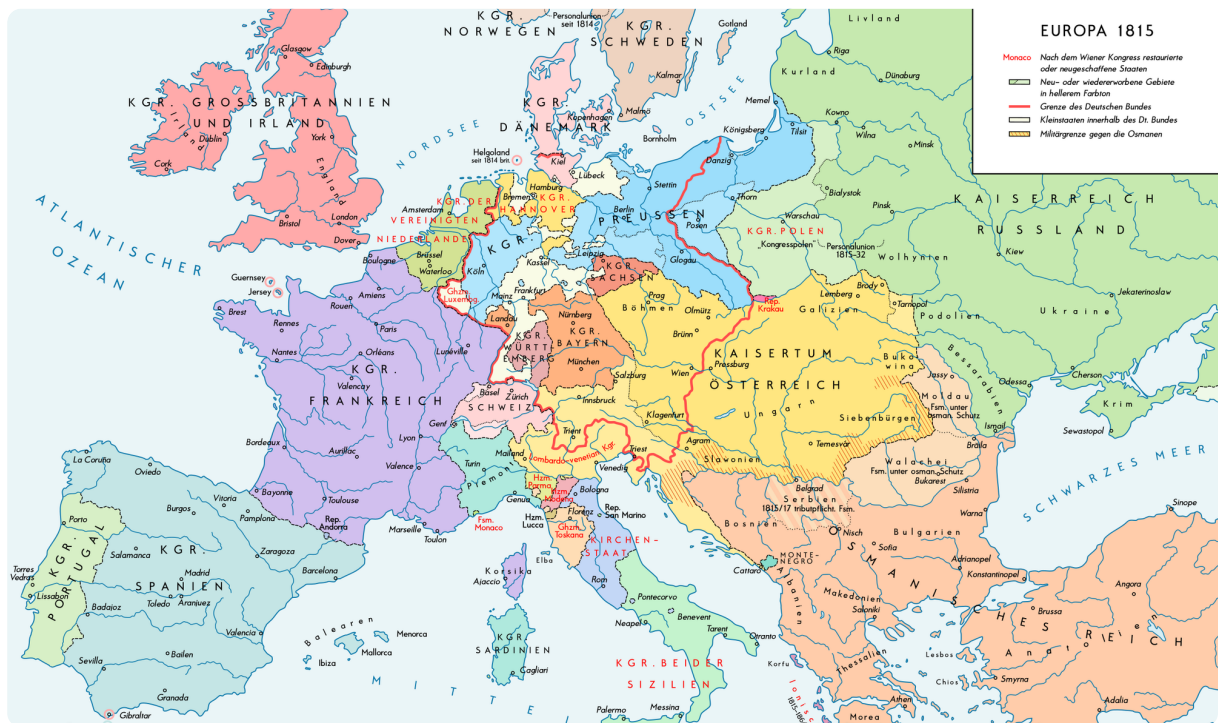 EUROPA 1815
Monaco Nach dem Wiener Kongress restaurierte
oder neugeschaffene Staaten
Neu- oder wiedererworbene Gebiete
in hellerem Farbton
Grenze des Deutschen Bundes
Kleinstaaten innerhalb des Dt. Bundes
Militärgrenze gegen die Osmanen
KGR.
NORWEGEN
Personalunion
seit 1814
KGR.
SCHWEDEN
Gotland
Kalmar
Malmö
Livland
Riga
Kurland
Dünaburg
Memel
Kowno
Wilna
Minsk
Tilsit
Königsberg
OSTSEE
Bornholm
Glasgow
Edinburgh
KGR. GROSSBRITANNIEN
UND IRLAND
Irland
Dublin
Cork
York
England
Bristol
London
Dover
NORDSEE
Helgoland
seit 1814 brit.
KGR.
DÄNEMARK
Kopenhagen
Kiel
Lübeck
Hamburg
Bremen
KGR.
HANNOVER
Stettin
Danzig
Thorn
Berlin
KGR.
PREUSSEN
Posen
Glogau
Bialystok
Pinsk
Warschau
KGR. POLEN
"Kongresspolen"
Personalunion
1815-32
KAISERREICH
RUSSLAND
Wolhynien
Kiew
Jekaterinoslaw
Ukraine
Podolien
Bessarabien
Cherson
Odessa
Krim
Sewastopol
Ismail
ATLANTISCHER
OZEAN
Guernsey
Jersey
Amsterdam
KGR. DER
VEREINIGTEN
NIEDERLANDE
Brüssel
Waterloo
Boulogne
Köln
Kassel
Leipzig
KGR.
SACHSEN
Ghzm.
Luxembg.
Mainz
Frankfurt
Landau
Nürnberg
KGR.
BAYERN
München
KGR.
WÜRTT-
EMBERG
Prag
Böhmen
Olmütz
Brünn
Rep.
Krakau
Lemberg
Brody
Galizien
Tarnopol
KAISERTUM
ÖSTERREICH
Wien
Pressburg
Salzburg
Innsbruck
Klagenfurt
Ungarn
Buko-
wina
Siebenbürgen
Temesvár
Slawonien
Agram
Triest
Trient
Jassy
Moldau
Fsm. unter
osman. Schutz
Braila
Walachei
Fsm. unter osman. Schutz
Bukarest
Silistria
SCHWARZES MEER
Brest
Rennes
Nantes
Amiens
Rouen
Paris
Orléans
Lunéville
Valencay
KGR.
FRANKREICH
Bordeaux
Aurillac
Lyon
Valence
Bayonne
Toulouse
Marseille
Toulon
Rep.
Andorra
Basel
Zürich
SCHWEIZ
Genf
Turin
Piemont
Mailand
Lombardo-venetian. Kgr.
Venedig
Hzm.
Parma
Hzm.
Modena
Genua
Hzm.
Lucca
Bologna
Florenz
Ghzm.
Toskana
Rep.
San Marino
Fsm.
Monaco
KIRCHEN-
STAAT
Elba
Rom
Korsika
Ajaccio
KGR.
SARDINIEN
Cagliari
Pontecorvo
Benevent
Neapel
Tarent
Otranto
KGR. BEIDER
SIZILIEN
Palermo
Messina
La Coruña
Oviedo
Vitoria
Burgos
Pamplona
Porto
Salamanca
Zaragoza
Barcelona
KGR.
SPANIEN
Madrid
Toledo
Aranjuez
KGR.
PORTUGAL
Torres
Vedras
Lissabon
Badajoz
Valencia
Sevilla
Bailen
Granada
Gibraltar
Balearen
Menorca
Mallorca
Ibiza
MITTEL
Belgrad
Serbien
1815/17 tributpflicht. Fsm.
Bosnien
Nisch
Sofia
Bulgarien
Warna
MONTE-
NEGRO
Cattaro
Albanien
OSMANISCHES REICH
Adrianopel
Konstantinopel
Makedonien
Saloniki
Thessalien
Korfu
Athen
Morea
Lesbos
Chios
Smyrna
Brussa
Angora
Anatolien
Adalia
Sinope